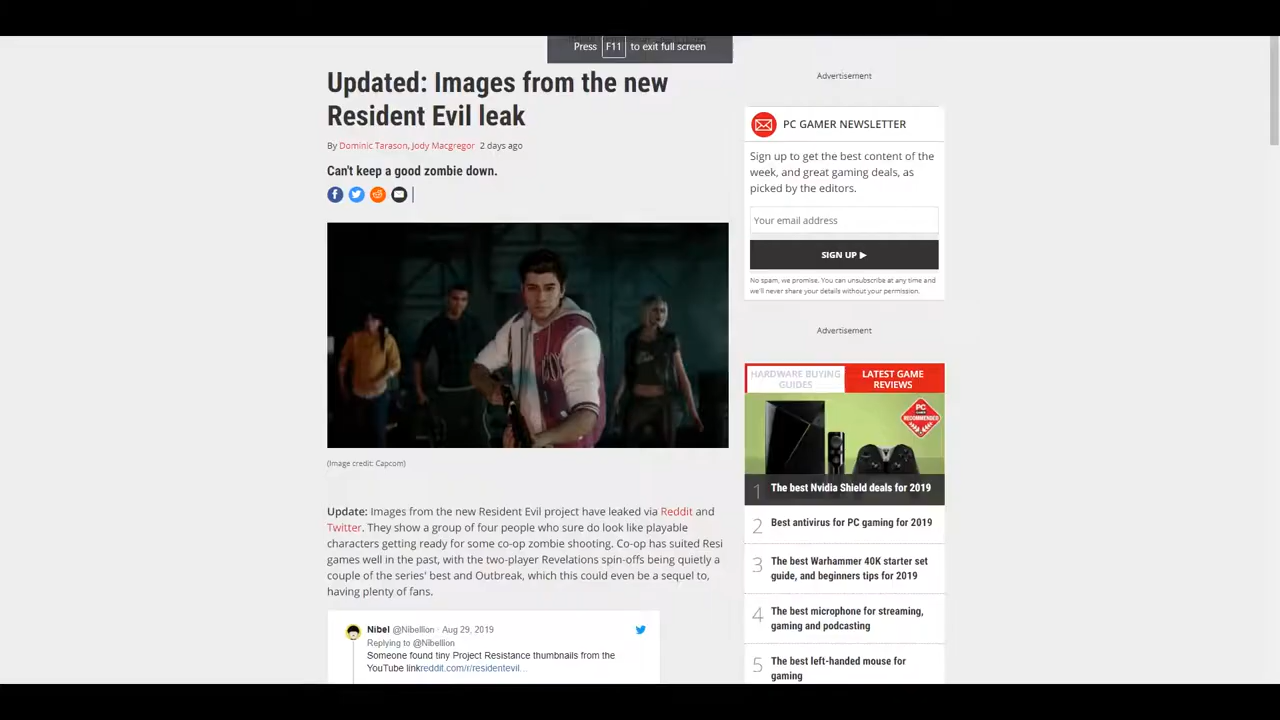 Press F11 to exit full screen
Updated: Images from the new
Resident Evil leak
By Dominic Tarason, Jody Macgregor 2 days ago
Can't keep a good zombie down.
(Image credit: Capcom)
Update: Images from the new Resident Evil project have leaked via Reddit and
Twitter. They show a group of four people who sure do look like playable
characters getting ready for some co-op zombie shooting. Co-op has suited Resi
games well in the past, with the two-player Revelations spin-offs being quietly a
couple of the series' best and Outbreak, which this could even be a sequel to,
having plenty of fans.
Nibel @Nibellion · Aug 29, 2019
Replying to @Nibellion
Someone found tiny Project Resistance thumbnails from the
YouTube linkreddit.com/r/residentevil...
Advertisement
PC GAMER NEWSLETTER
Sign up to get the best content of the
week, and great gaming deals, as
picked by the editors.
Your email address
SIGN UP ▶
No spam, we promise. You can unsubscribe at any time and
we'll never share your details without your permission.
Advertisement
HARDWARE BUYING
GUIDES
LATEST GAME
REVIEWS
PC
GAMER
RECOMMENDED
1 The best Nvidia Shield deals for 2019
2 Best antivirus for PC gaming for 2019
3 The best Warhammer 40K starter set
guide, and beginners tips for 2019
4 The best microphone for streaming,
gaming and podcasting
5 The best left-handed mouse for
gaming